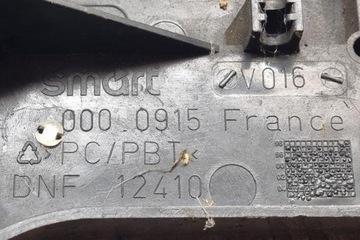 smart
V016
000 0915 France
>PC/PBT<
DNF 12410